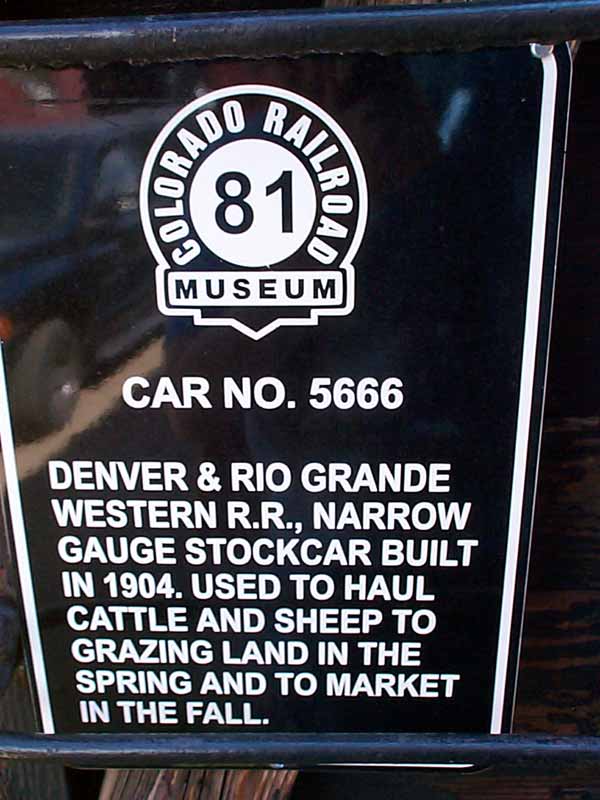 COLORADO RAILROAD
81
MUSEUM
CAR NO. 5666
DENVER & RIO GRANDE
WESTERN R.R., NARROW
GAUGE STOCKCAR BUILT
IN 1904. USED TO HAUL
CATTLE AND SHEEP TO
GRAZING LAND IN THE
SPRING AND TO MARKET
IN THE FALL.